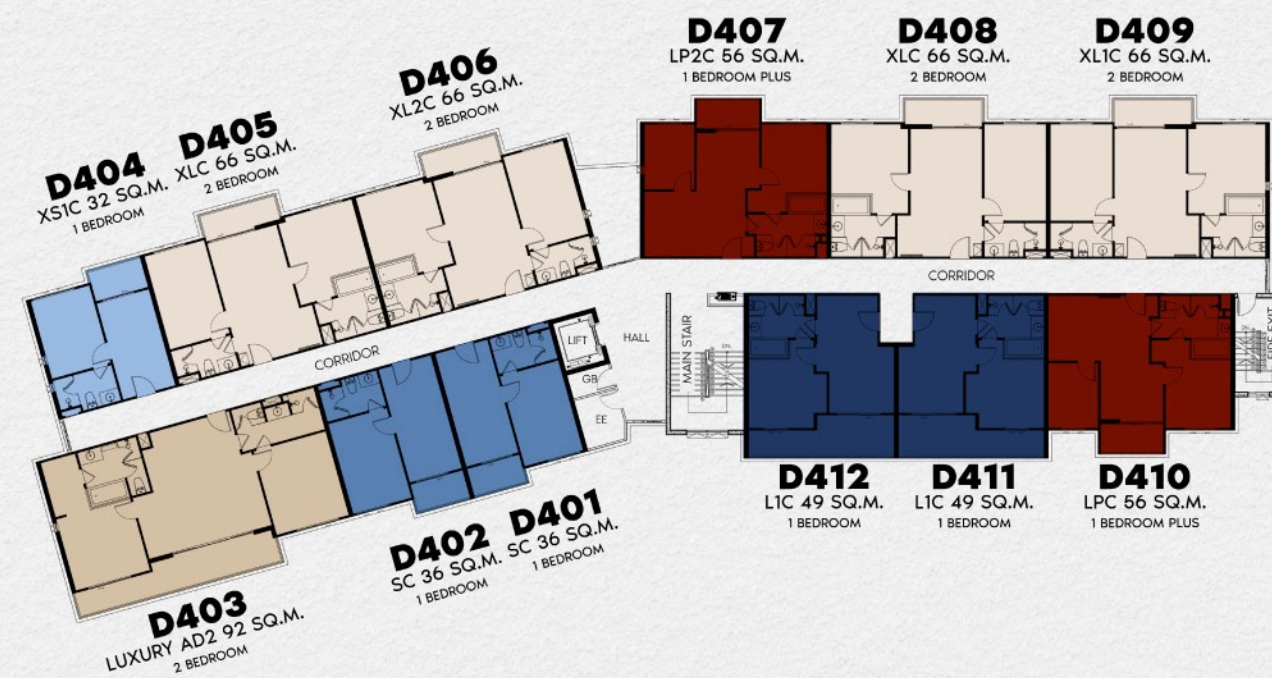 D404
XS1C 32 SQ.M.
1 BEDROOM
D405
XLC 66 SQ.M.
2 BEDROOM
D406
XL2C 66 SQ.M.
2 BEDROOM
D407
LP2C 56 SQ.M.
1 BEDROOM PLUS
D408
XLC 66 SQ.M.
2 BEDROOM
D409
XL1C 66 SQ.M.
2 BEDROOM
CORRIDOR
CORRIDOR
LIFT
GB
EE
HALL
MAIN STAIR
DN.
FIRE EXIT
D403
LUXURY AD2 92 SQ.M.
2 BEDROOM
D402
SC 36 SQ.M.
1 BEDROOM
D401
SC 36 SQ.M.
1 BEDROOM
D412
L1C 49 SQ.M.
1 BEDROOM
D411
L1C 49 SQ.M.
1 BEDROOM
D410
LPC 56 SQ.M.
1 BEDROOM PLUS